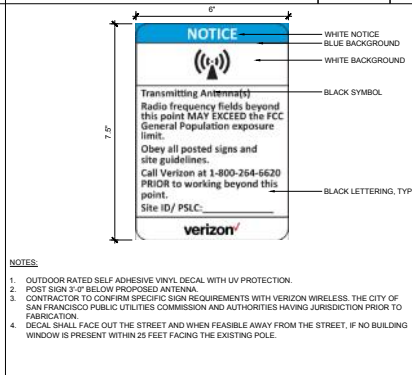 6"
NOTICE
WHITE NOTICE
BLUE BACKGROUND
WHITE BACKGROUND
7.5"
Transmitting Antenna(s)
BLACK SYMBOL
Radio frequency fields beyond
this point MAY EXCEED the FCC
General Population exposure
limit.
Obey all posted signs and
site guidelines.
Call Verizon at 1-800-264-6620
PRIOR to working beyond this
point.
BLACK LETTERING, TYP
Site ID/ PSLC:
verizon
NOTES:
1. OUTDOOR RATED SELF ADHESIVE VINYL DECAL WITH UV PROTECTION.
2. POST SIGN 3'-0" BELOW PROPOSED ANTENNA.
3. CONTRACTOR TO CONFIRM SPECIFIC SIGN REQUIREMENTS WITH VERIZON WIRELESS. THE CITY OF
SAN FRANCISCO PUBLIC UTILITIES COMMISSION AND AUTHORITIES HAVING JURISDICTION PRIOR TO
FABRICATION.
4. DECAL SHALL FACE OUT THE STREET AND WHEN FEASIBLE AWAY FROM THE STREET, IF NO BUILDING
WINDOW IS PRESENT WITHIN 25 FEET FACING THE EXISTING POLE.